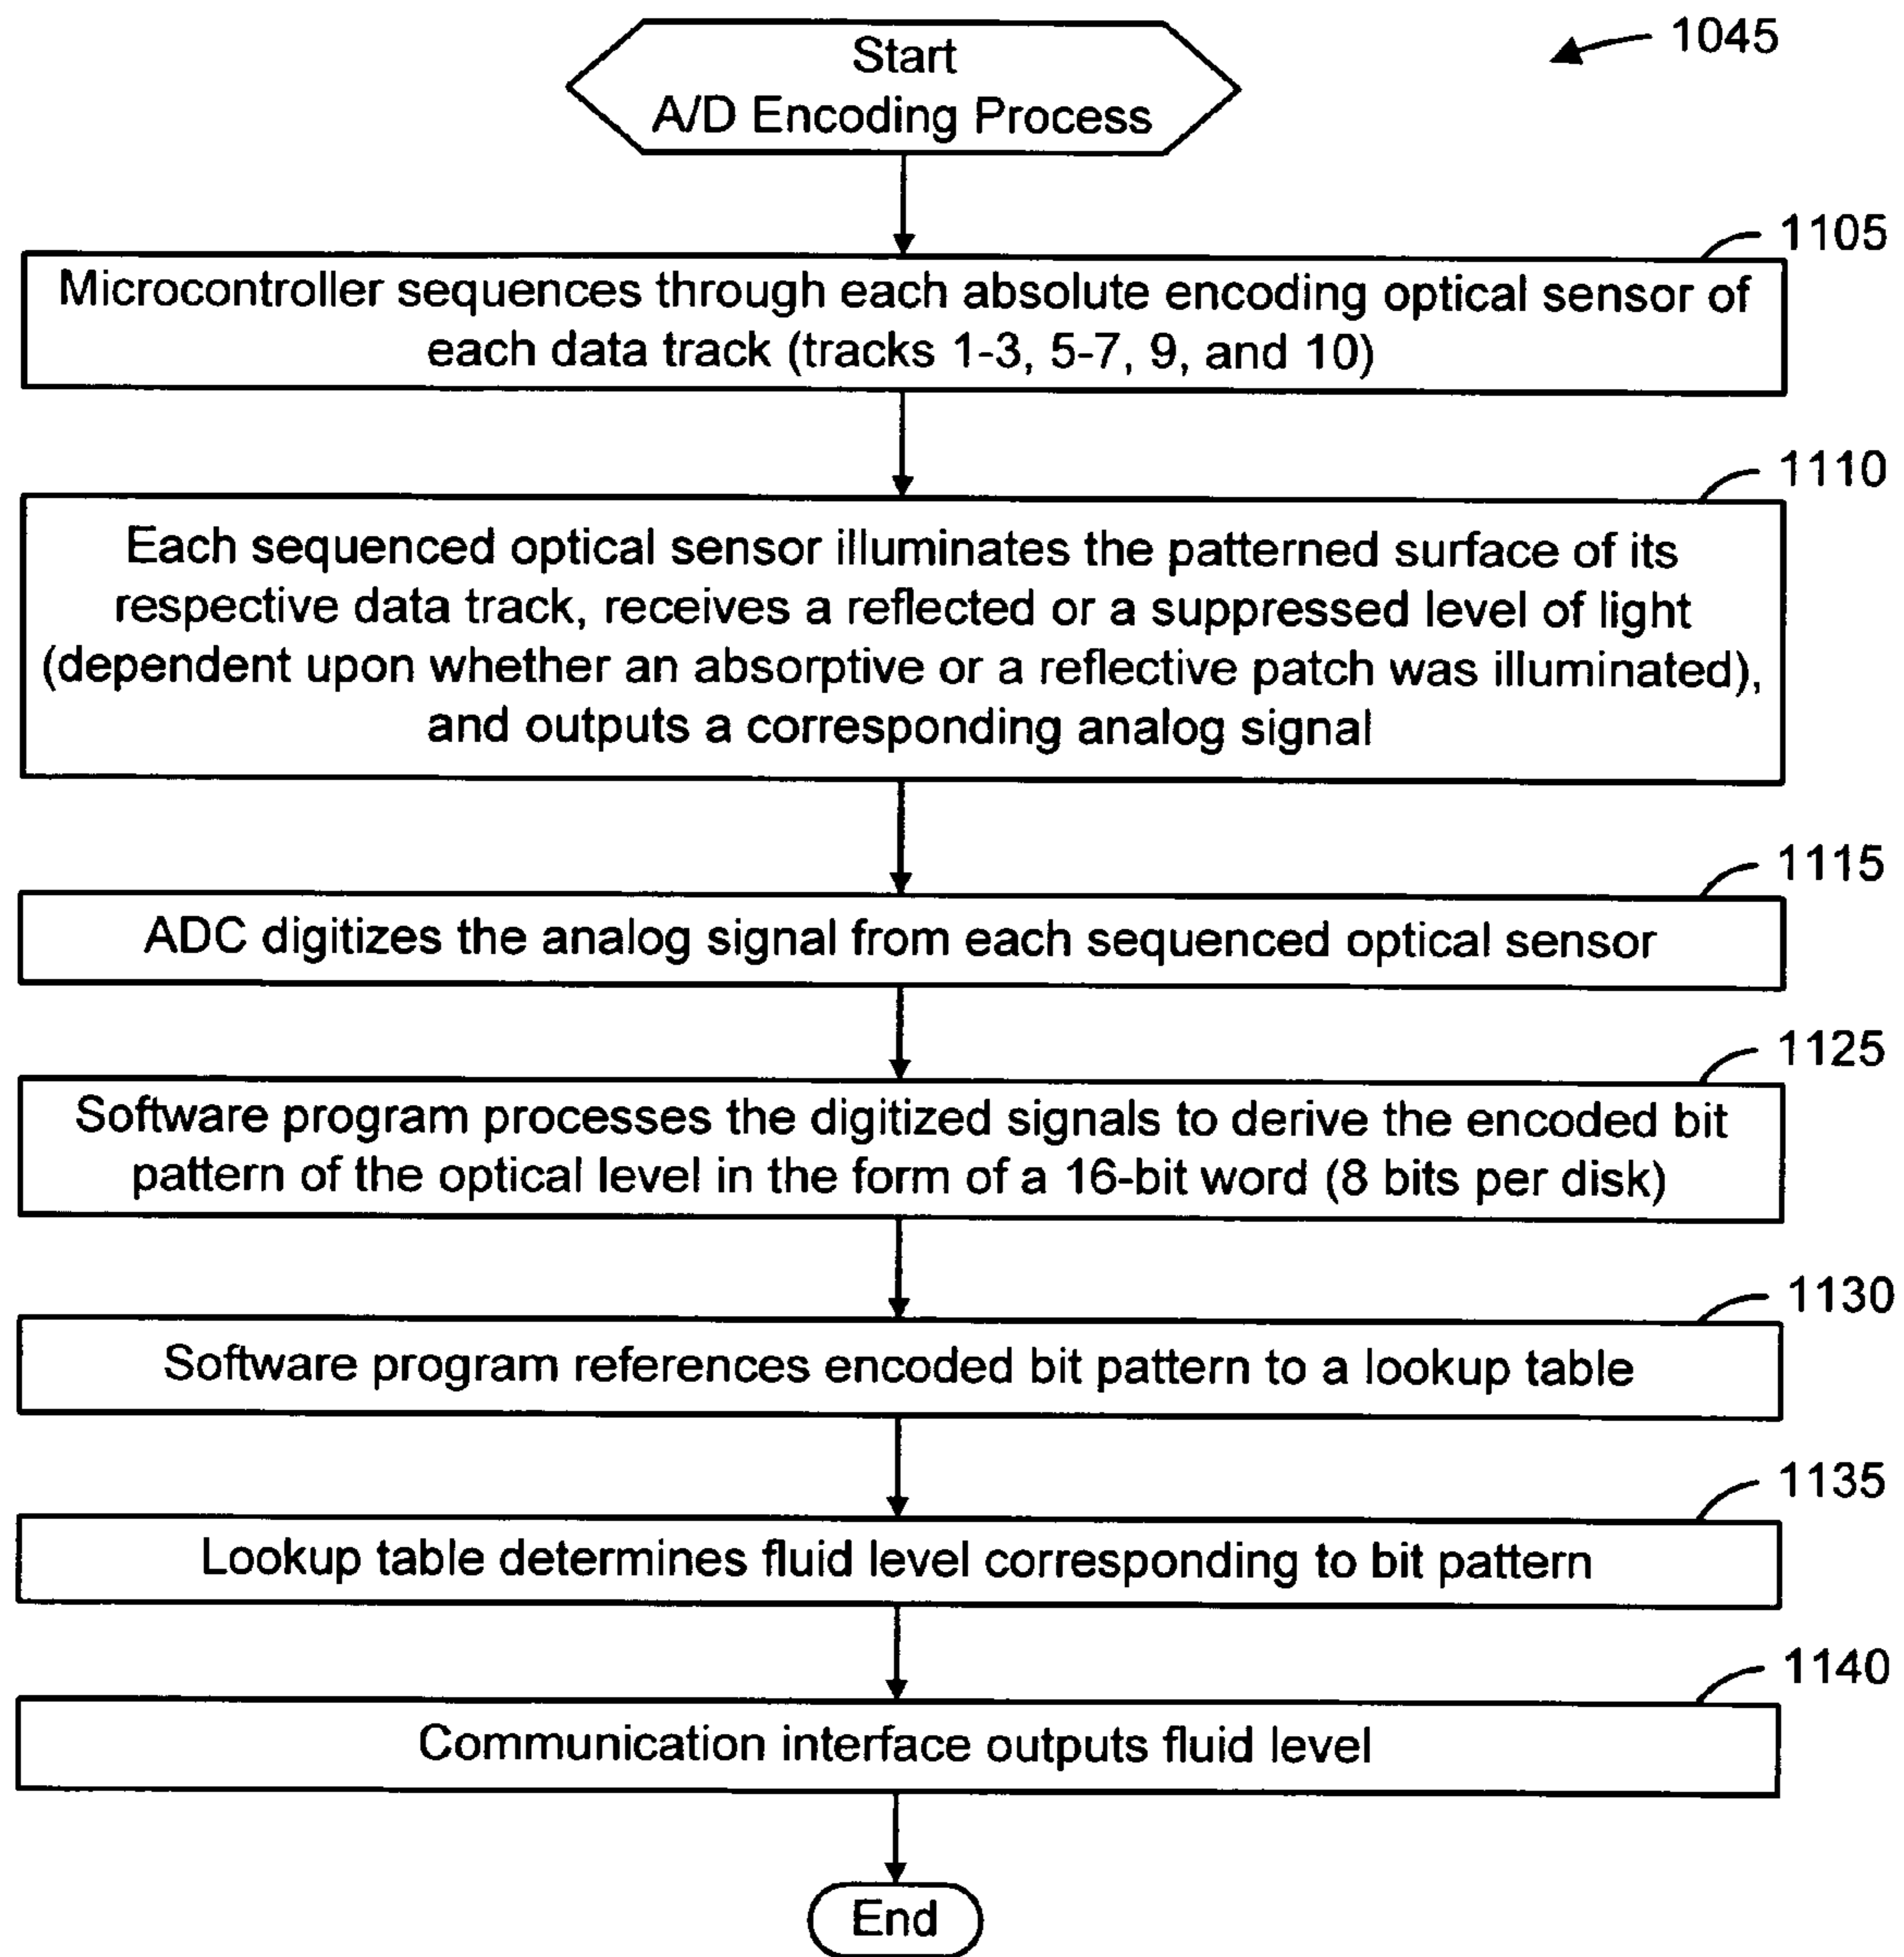 Start
A/D Encoding Process
1045
1105
Microcontroller sequences through each absolute encoding optical sensor of
each data track (tracks 1-3, 5-7, 9, and 10)
1110
Each sequenced optical sensor illuminates the patterned surface of its
respective data track, receives a reflected or a suppressed level of light
(dependent upon whether an absorptive or a reflective patch was illuminated),
and outputs a corresponding analog signal
1115
ADC digitizes the analog signal from each sequenced optical sensor
1125
Software program processes the digitized signals to derive the encoded bit
pattern of the optical level in the form of a 16-bit word (8 bits per disk)
1130
Software program references encoded bit pattern to a lookup table
1135
Lookup table determines fluid level corresponding to bit pattern
1140
Communication interface outputs fluid level
End